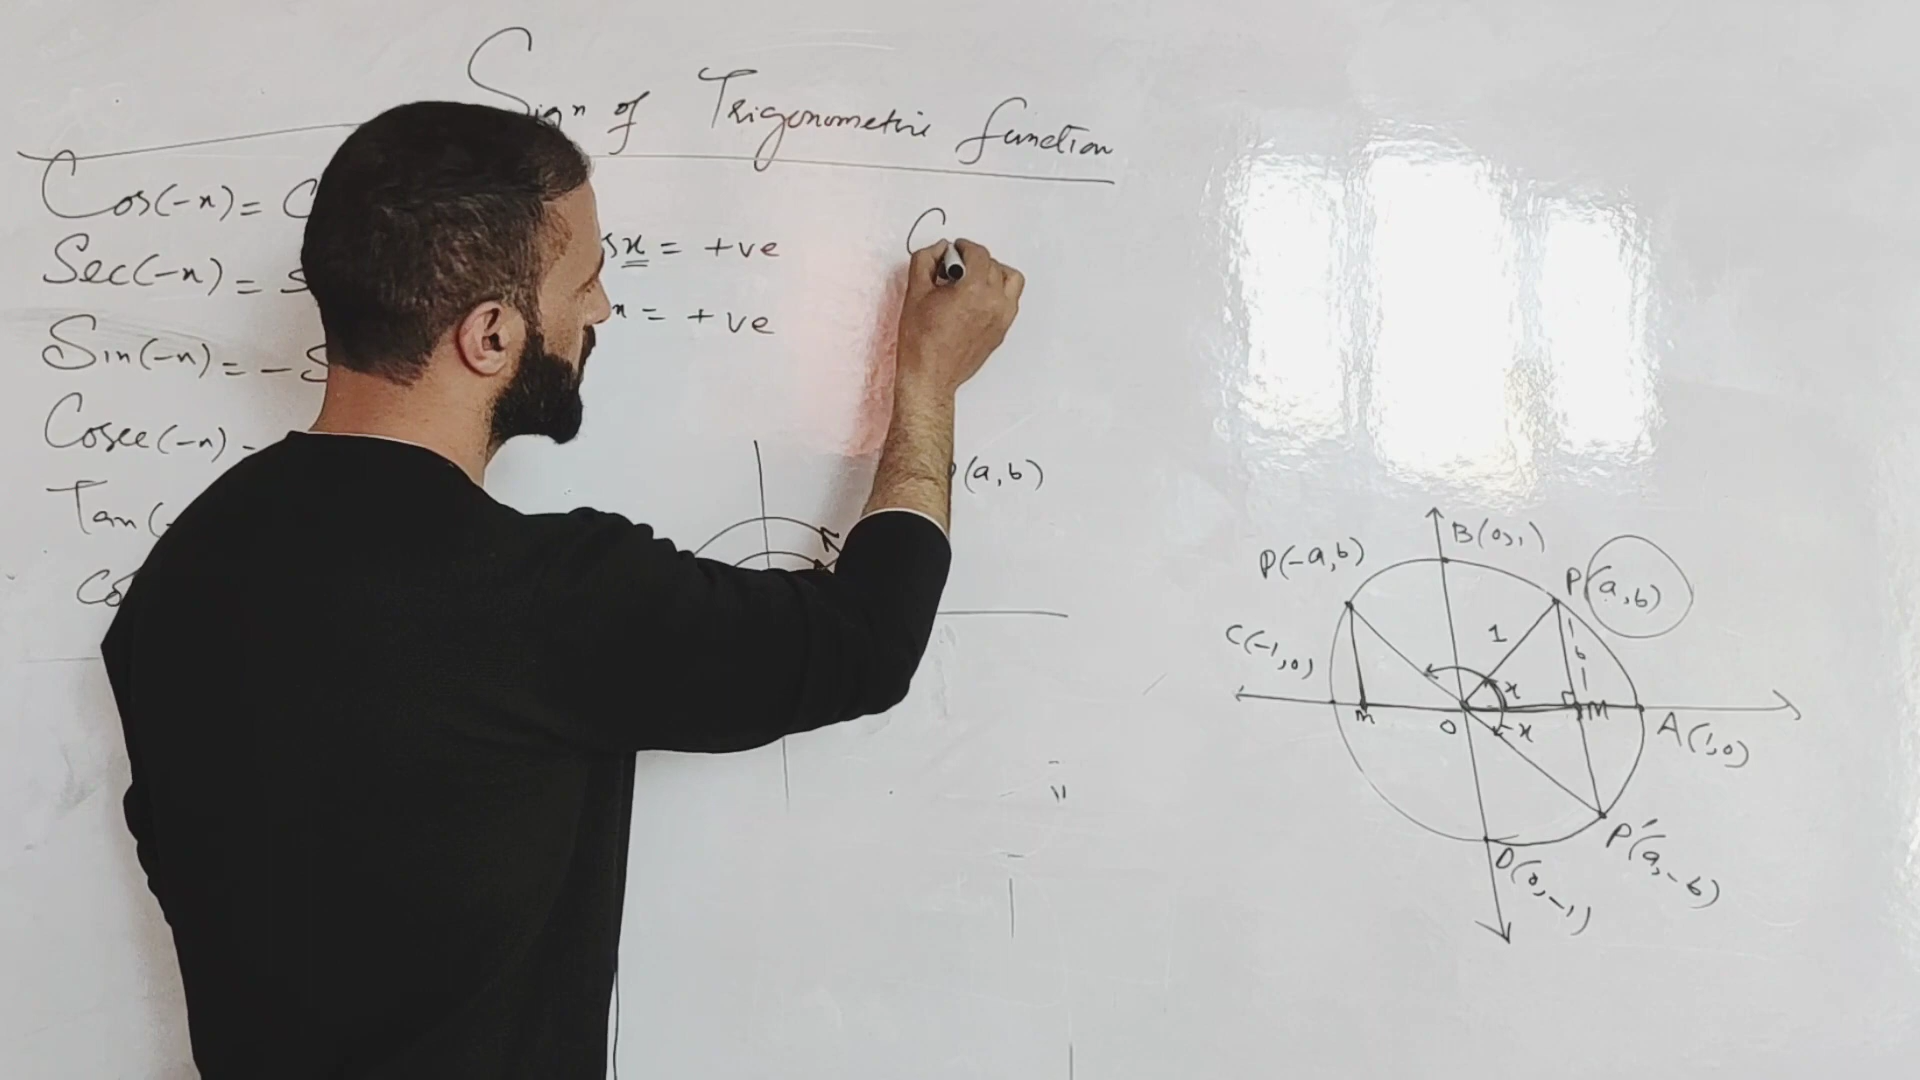 Sign of Trigonometric function
Cos(-x) = C
Sec(-x) = S
Sin(-x) = - S
Cosec(-x) -
Tan(-
Co
sx = +ve
x = +ve
C
(a, b)
B(0,1)
P(-a, b)
P(a, b)
C(-1, 0)
1
b
x
-x
m
O
M
A(1,0)
P'(a, -b)
D(0, -1)